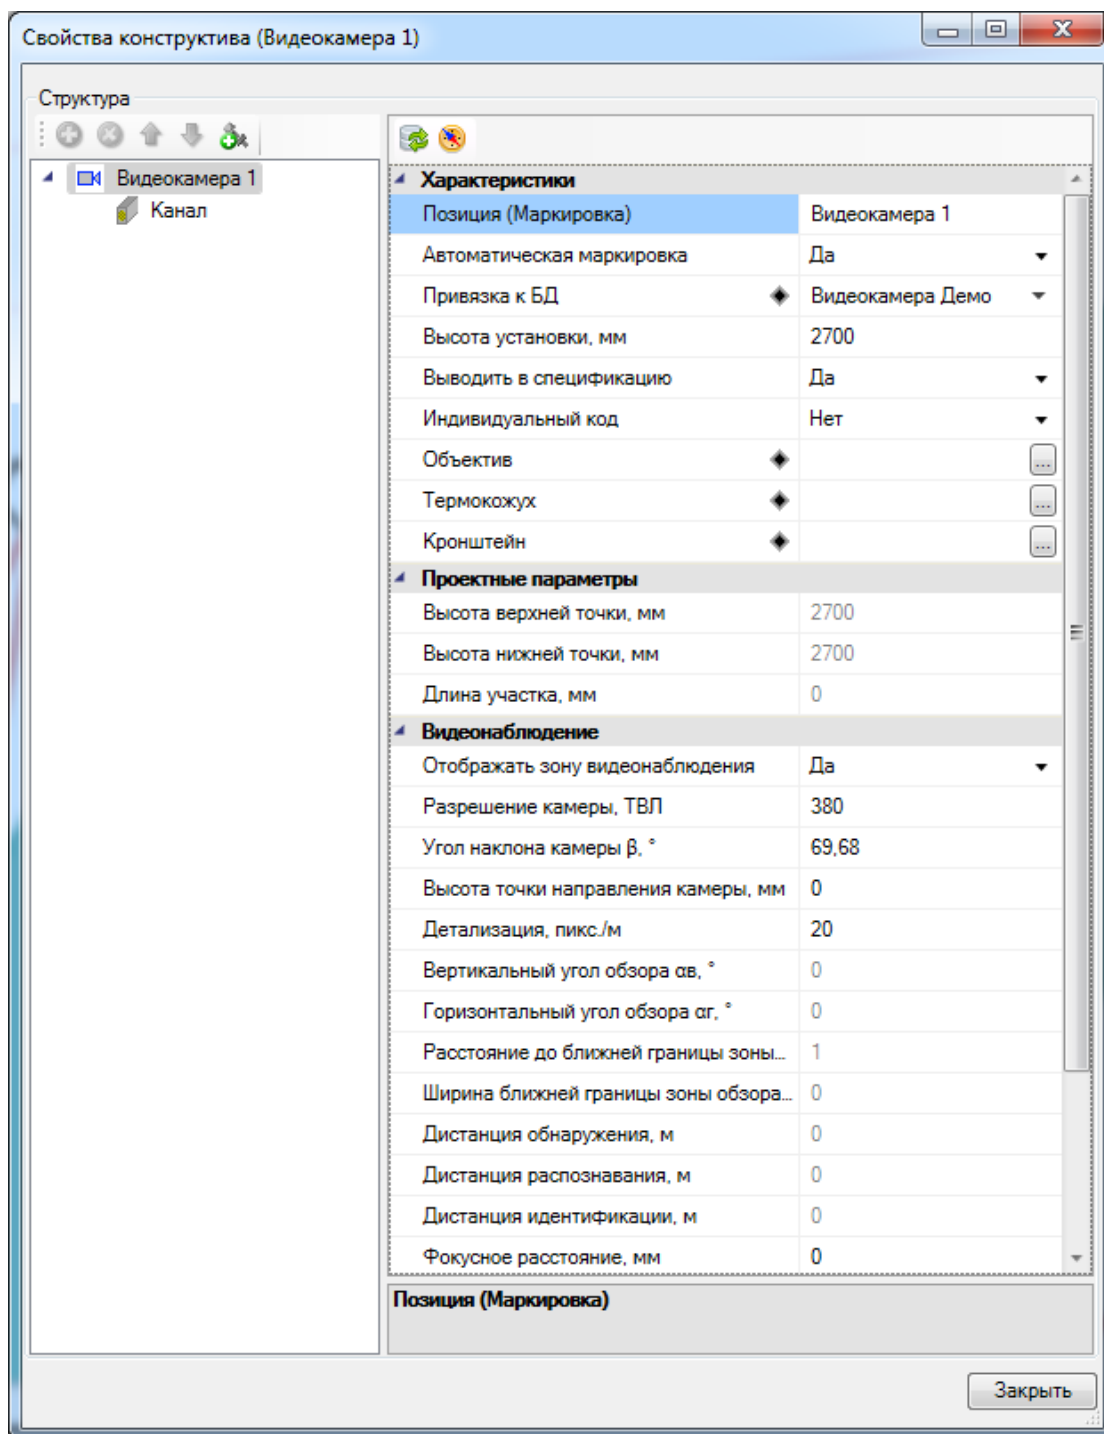 Свойства конструктива (Видеокамера 1)
Структура
Видеокамера 1
Канал
Характеристики
Позиция (Маркировка) Видеокамера 1
Автоматическая маркировка Да
Привязка к БД Видеокамера Демо
Высота установки, мм 2700
Выводить в спецификацию Да
Индивидуальный код Нет
Объектив ...
Термокожух ...
Кронштейн ...
Проектные параметры
Высота верхней точки, мм 2700
Высота нижней точки, мм 2700
Длина участка, мм 0
Видеонаблюдение
Отображать зону видеонаблюдения Да
Разрешение камеры, ТВЛ 380
Угол наклона камеры β, ° 69,68
Высота точки направления камеры, мм 0
Детализация, пикс./м 20
Вертикальный угол обзора αв, ° 0
Горизонтальный угол обзора αг, ° 0
Расстояние до ближней границы зоны... 1
Ширина ближней границы зоны обзора... 0
Дистанция обнаружения, м 0
Дистанция распознавания, м 0
Дистанция идентификации, м 0
Фокусное расстояние, мм 0
Позиция (Маркировка)
Закрыть